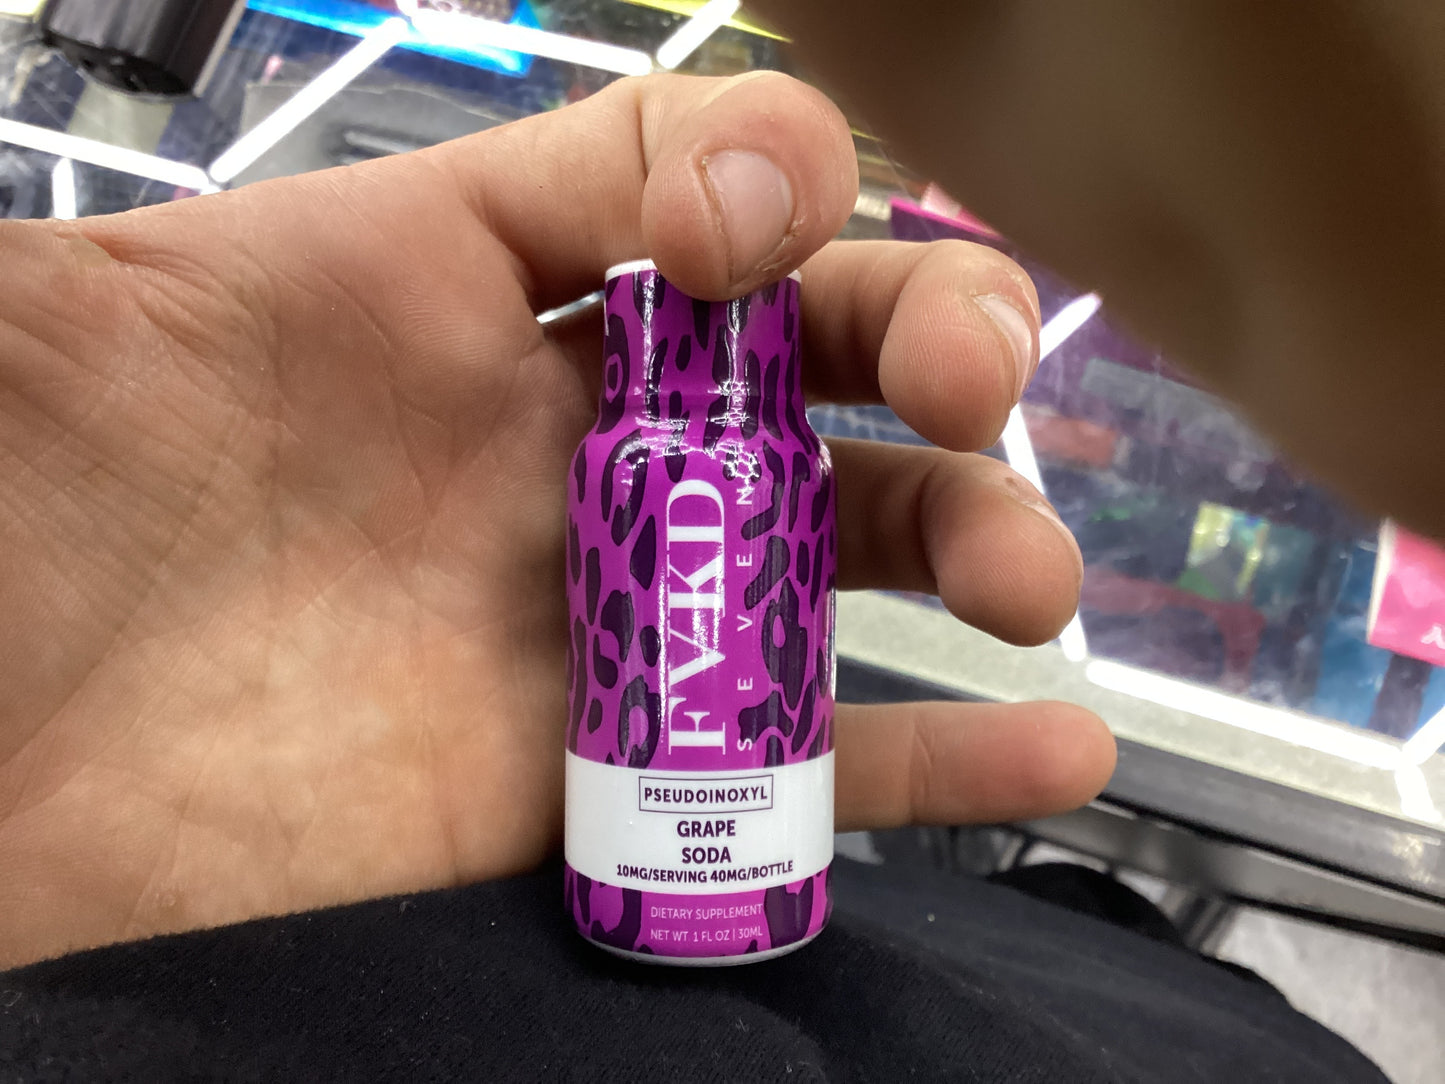 FVKD
SEVEN
PSEUDOINOXYL
GRAPE
SODA
10MG/SERVING 40MG/BOTTLE
DIETARY SUPPLEMENT
NET WT 1 FL OZ | 30ML